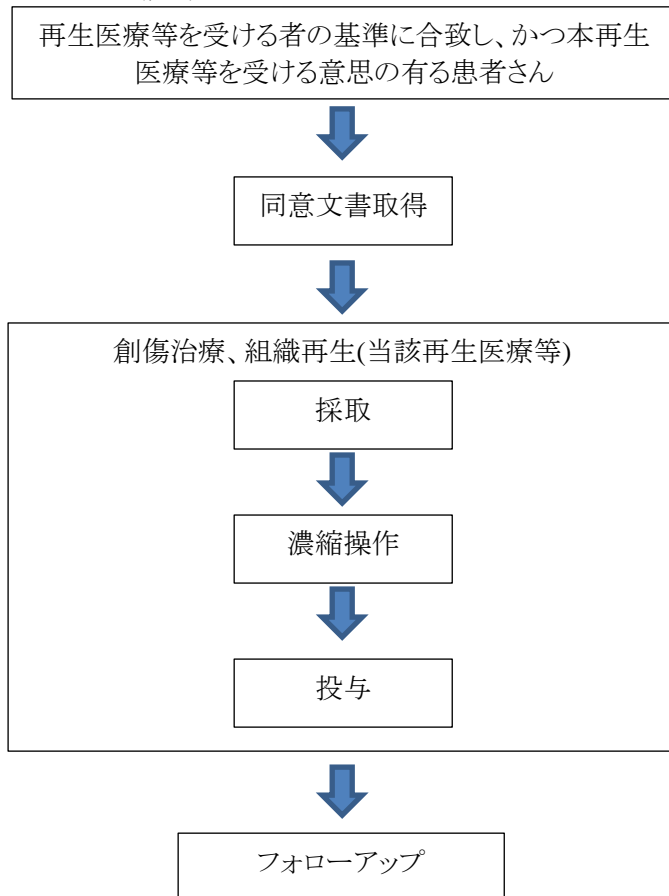 再生医療等を受ける者の基準に合致し、かつ本再生
医療等を受ける意思の有る患者さん
同意文書取得
創傷治療、組織再生(当該再生医療等)
採取
濃縮操作
投与
フォローアップ